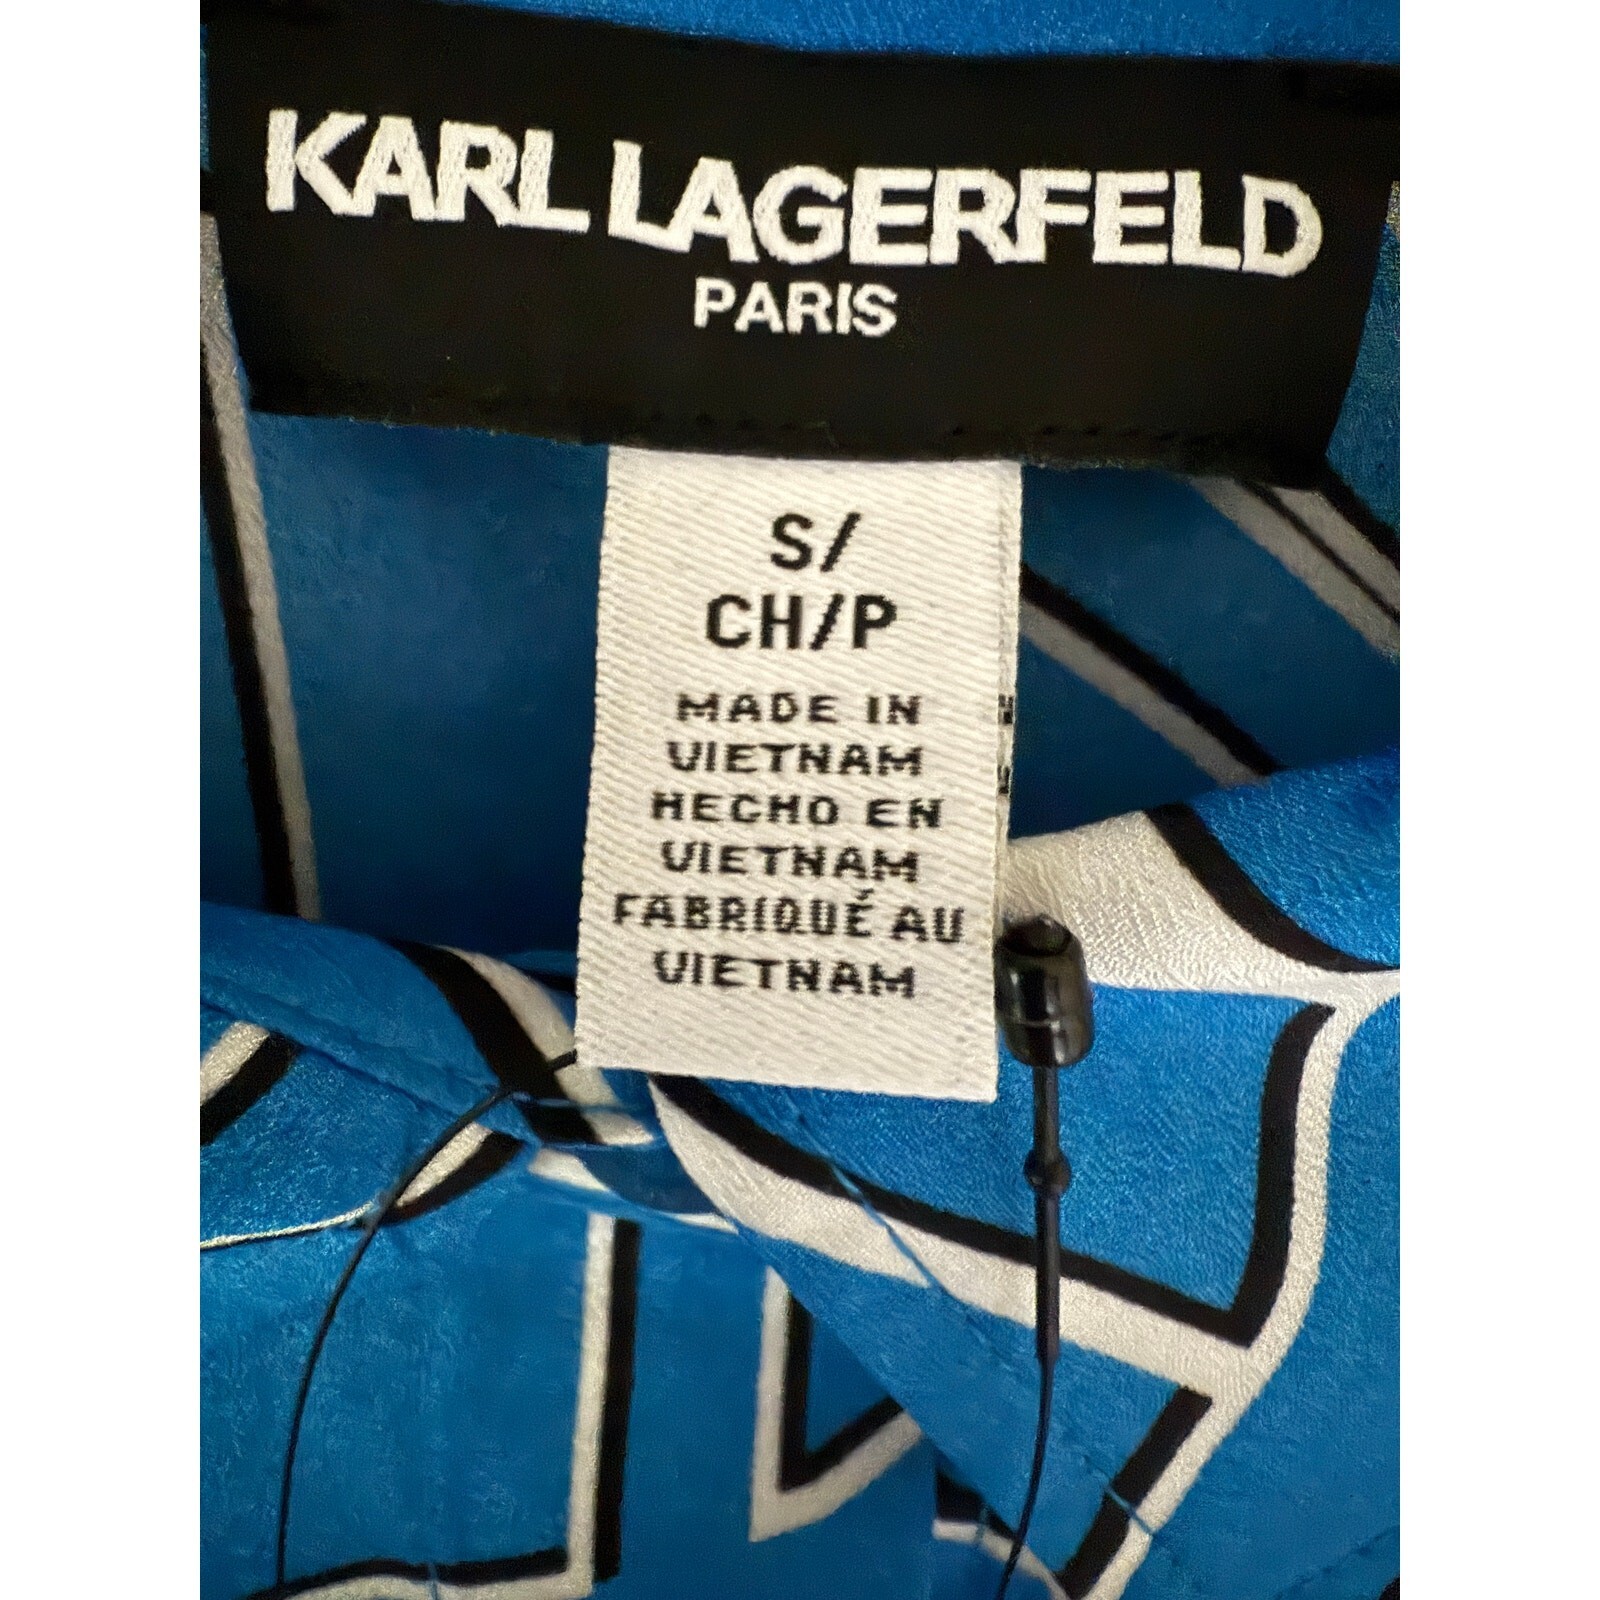 KARL LAGERFELD
PARIS
S/
CH/P
MADE IN
VIETNAM
HECHO EN
VIETNAM
FABRIQUÉ AU
VIETNAM